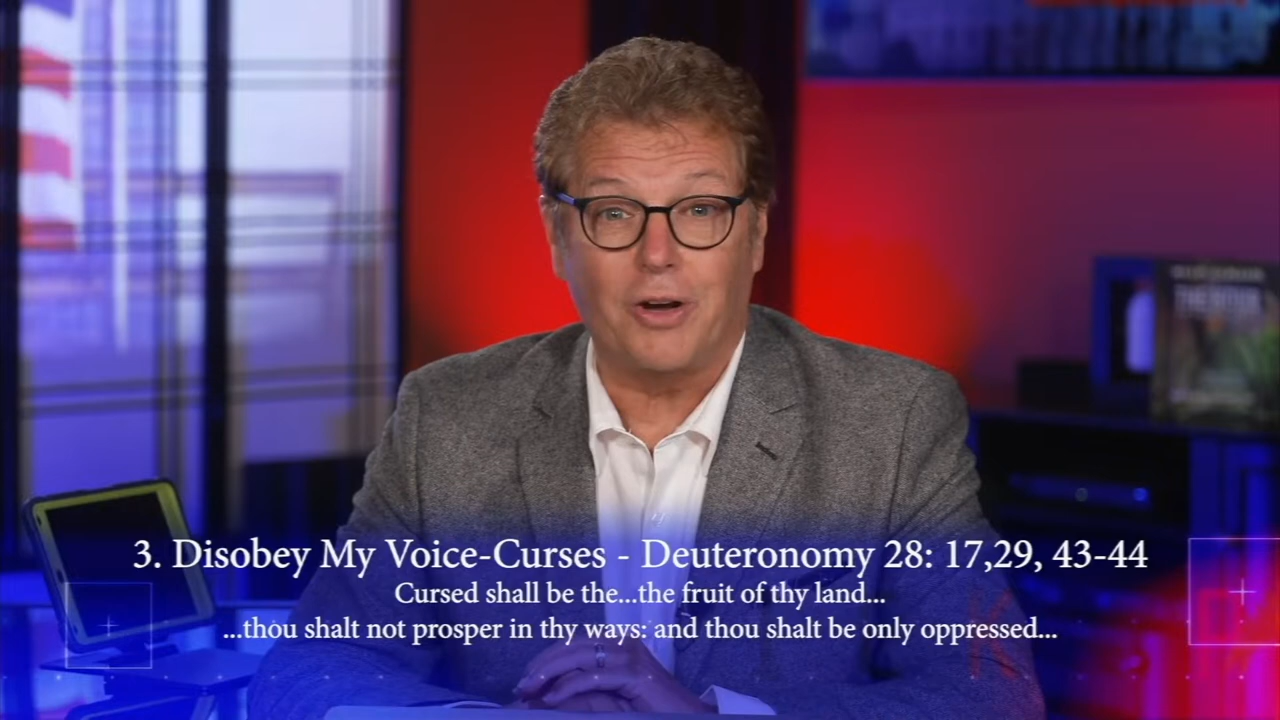 3. Disobey My Voice-Curses - Deuteronomy 28: 17,29, 43-44
Cursed shall be the...the fruit of thy land...
...thou shalt not prosper in thy ways: and thou shalt be only oppressed...